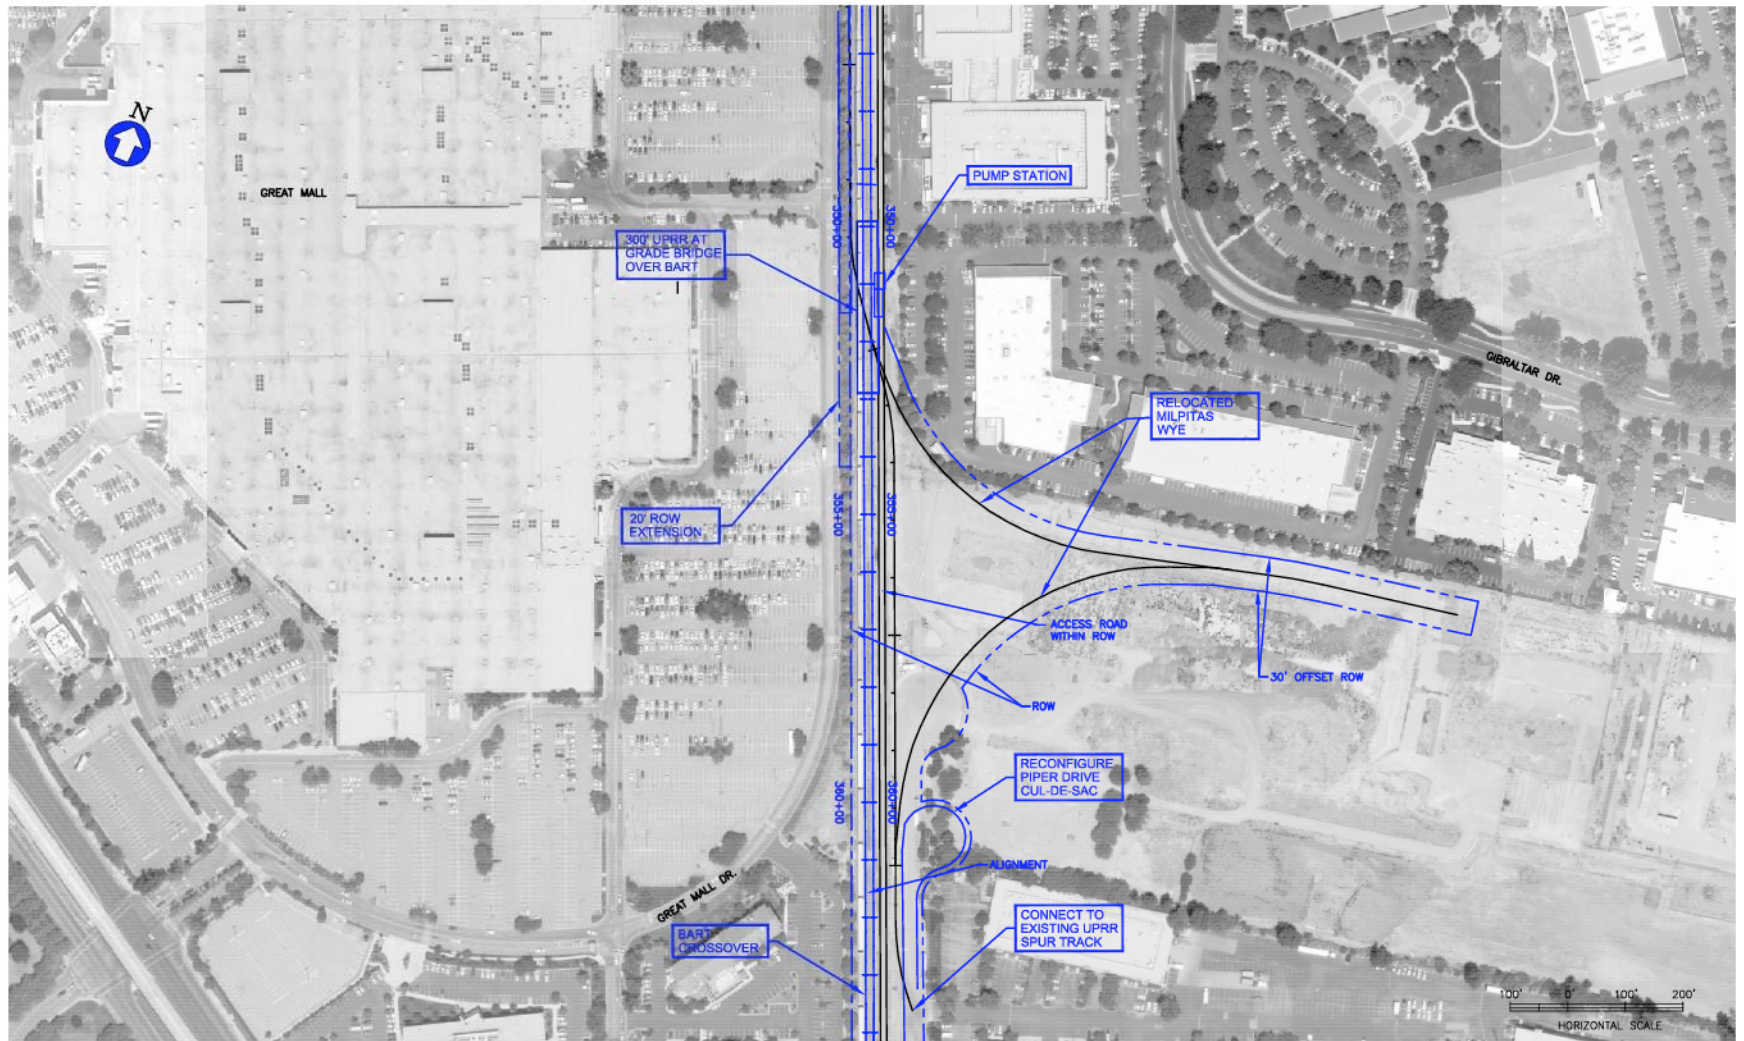 N
GREAT MALL
PUMP STATION
350+00
350+00
300' UPRR AT
GRADE BRIDGE
OVER BART
GIBRALTAR DR.
RELOCATED
MILPITAS
WYE
20' ROW
EXTENSION
355+00
355+00
ACCESS ROAD
WITHIN ROW
30' OFFSET ROW
ROW
RECONFIGURE
PIPER DRIVE
CUL-DE-SAC
360+00
360+00
ALIGNMENT
GREAT MALL DR.
BART
CROSSOVER
CONNECT TO
EXISTING UPRR
SPUR TRACK
100' 0' 100' 200'
HORIZONTAL SCALE